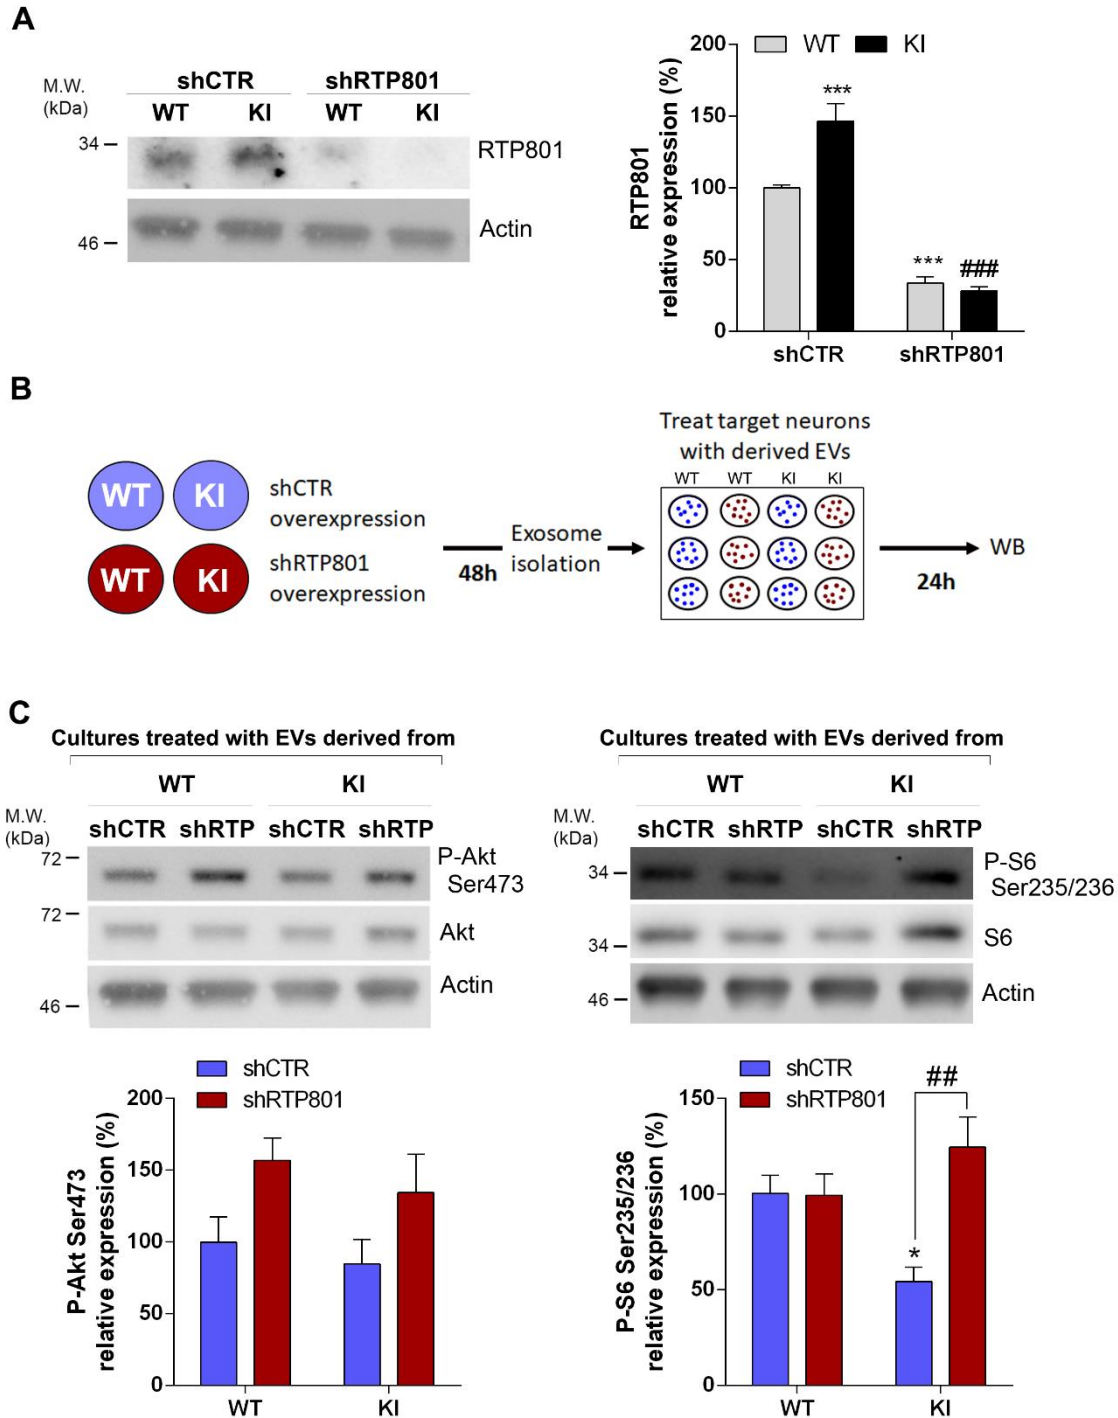 A
M.W.
(kDa)
shCTR shRTP801
WT KI WT KI
34
RTP801
Actin
46
WT KI
RTP801
relative expression (%)
200
150
100
50
0
***
***
###
shCTR shRTP801
B
WT KI
shCTR
overexpression
WT KI
shRTP801
overexpression
48h
Exosome
isolation
Treat target neurons
with derived EVs
WT WT KI KI
24h
WB
C
Cultures treated with EVs derived from
WT KI
M.W.
(kDa)
shCTR shRTP shCTR shRTP
72
P-Akt
Ser473
72
Akt
Actin
46
shCTR
shRTP801
P-Akt Ser473
relative expression (%)
200
150
100
50
0
WT KI
Cultures treated with EVs derived from
WT KI
M.W.
(kDa)
shCTR shRTP shCTR shRTP
34
P-S6
Ser235/236
34
S6
46
Actin
shCTR
shRTP801
P-S6 Ser235/236
relative expression (%)
150
100
50
0
*
##
WT KI